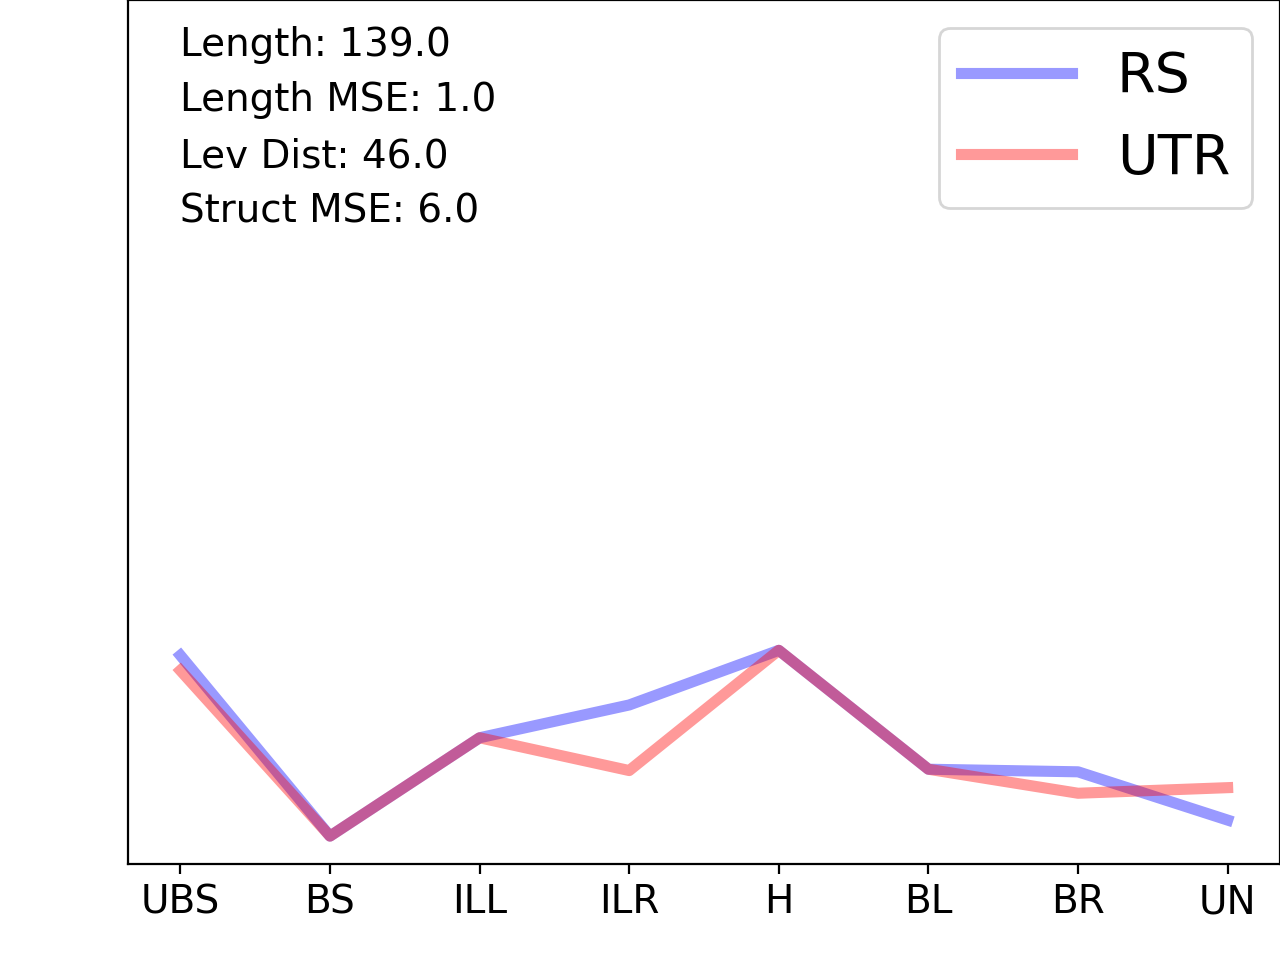 Length: 139.0
Length MSE: 1.0
Lev Dist: 46.0
Struct MSE: 6.0
RS
UTR
UBS BS ILL ILR H BL BR UN